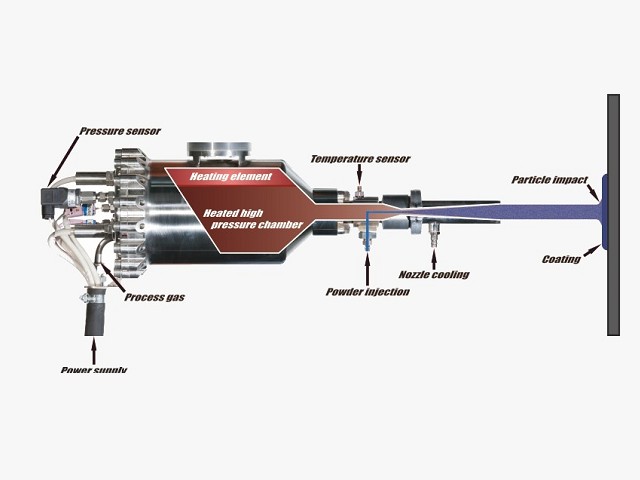 Pressure sensor
Temperature sensor
Heating element
Particle impact
Heated high
pressure chamber
Coating
Nozzle cooling
Powder injection
Process gas
Power supply